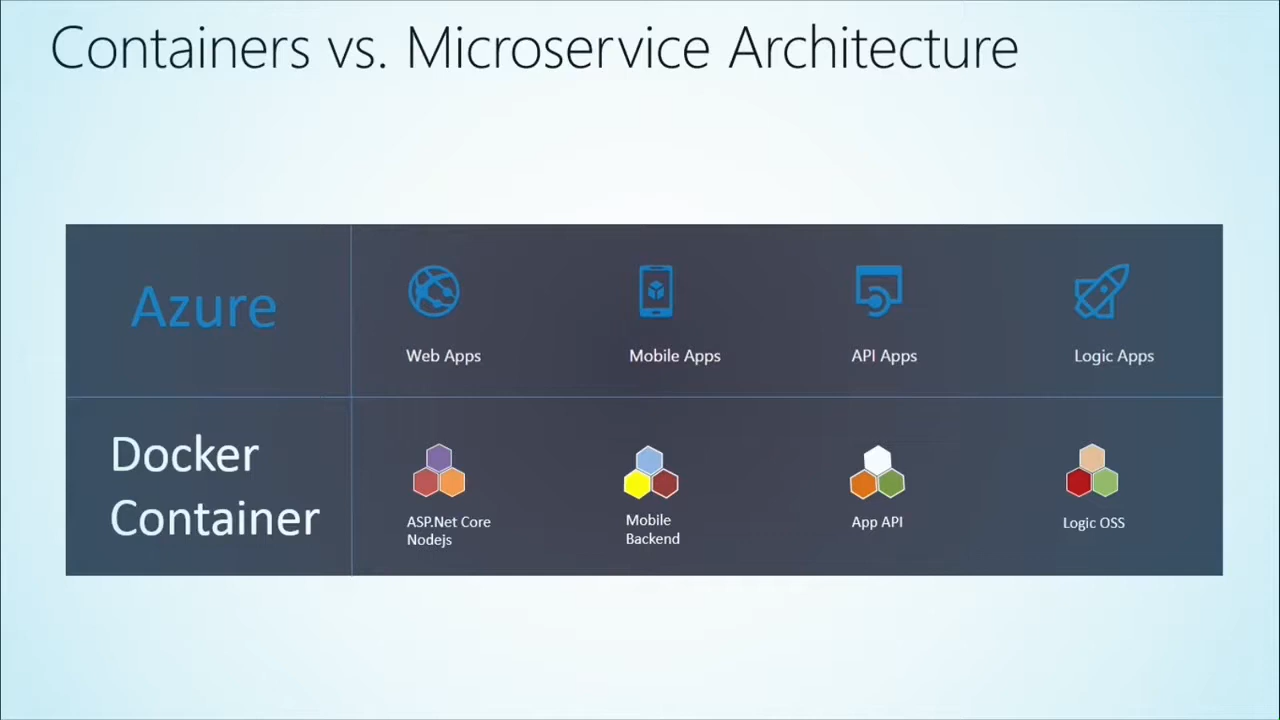 Containers vs. Microservice Architecture
Azure
Web Apps
Mobile Apps
API Apps
Logic Apps
Docker
Container
ASP.Net Core
Nodejs
Mobile
Backend
App API
Logic OSS